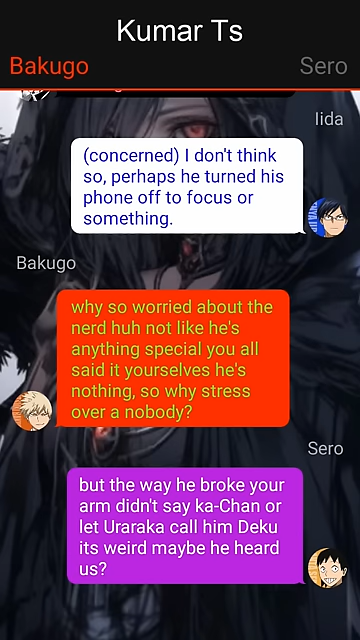 Kumar Ts
Bakugo
Sero
Iida
(concerned) I don't think
so, perhaps he turned his
phone off to focus or
something.
Bakugo
why so worried about the
nerd huh not like he's
anything special you all
said it yourselves he's
nothing, so why stress
over a nobody?
Sero
but the way he broke your
arm didn't say ka-Chan or
let Uraraka call him Deku
its weird maybe he heard
us?